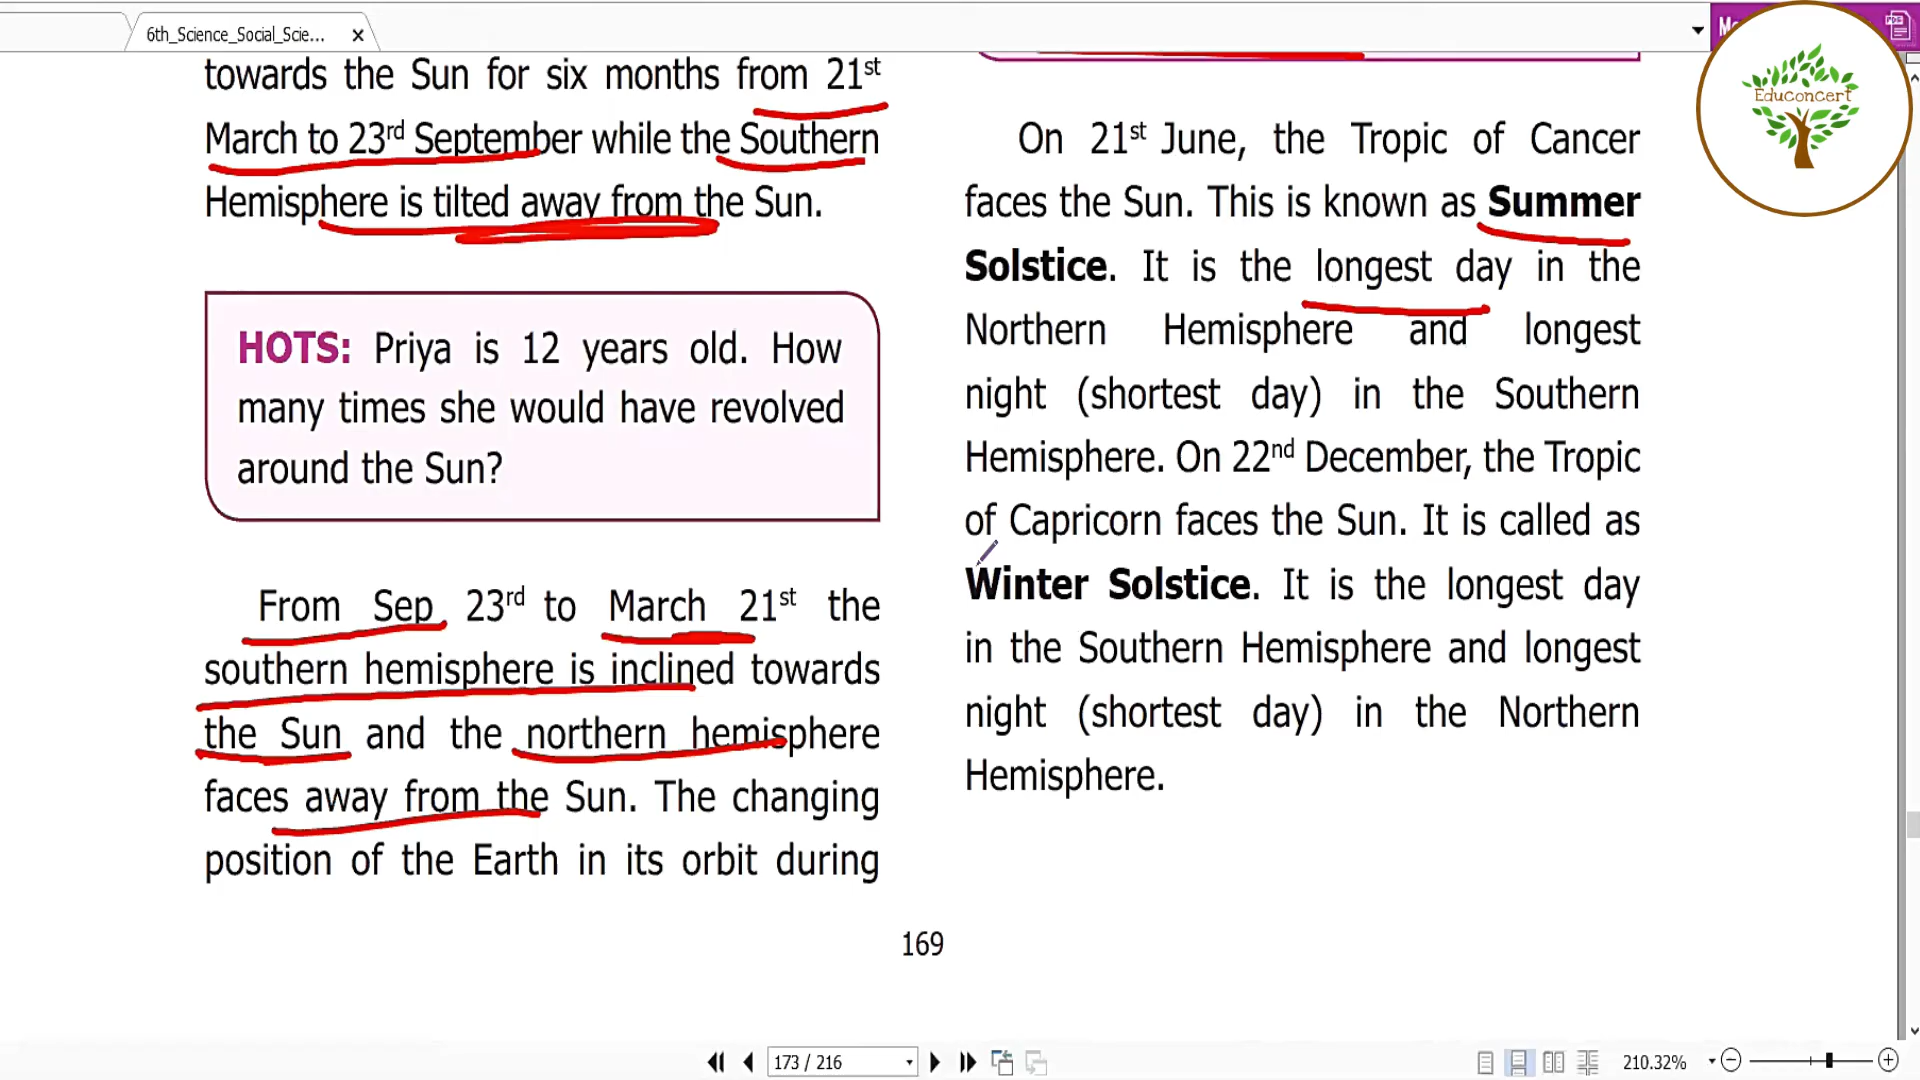 6th_Science_Social_Scie...
Educoncert
towards the Sun for six months from 21st
March to 23rd September while the Southern
Hemisphere is tilted away from the Sun.
HOTS: Priya is 12 years old. How
many times she would have revolved
around the Sun?
From Sep 23rd to March 21st the
southern hemisphere is inclined towards
the Sun and the northern hemisphere
faces away from the Sun. The changing
position of the Earth in its orbit during
On 21st June, the Tropic of Cancer
faces the Sun. This is known as Summer
Solstice. It is the longest day in the
Northern Hemisphere and longest
night (shortest day) in the Southern
Hemisphere. On 22nd December, the Tropic
of Capricorn faces the Sun. It is called as
Winter Solstice. It is the longest day
in the Southern Hemisphere and longest
night (shortest day) in the Northern
Hemisphere.
169
173 / 216
210.32%